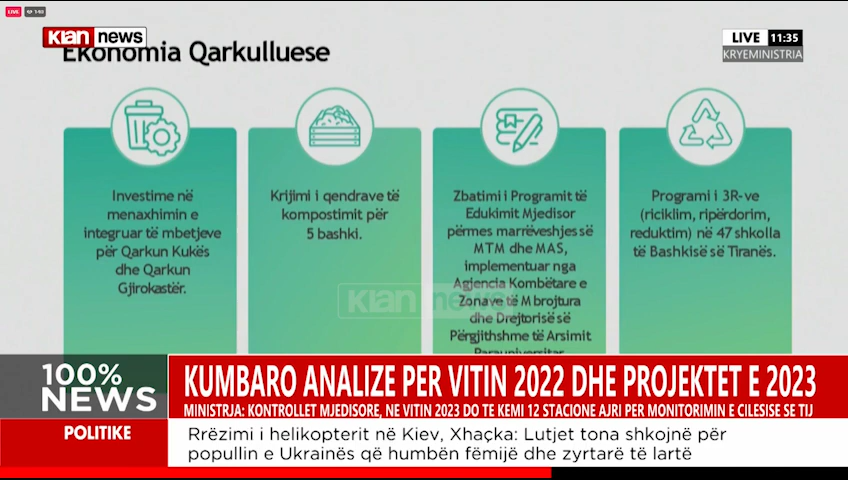 LIVE 140
KLAN news
LIVE 11:35
KRYEMINISTRIA
Ekonomia Qarkulluese
Investime në
menaxhimin e
integruar të mbetjeve
për Qarkun Kukës
dhe Qarkun
Gjirokastër.
Krijimi i qendrave të
kompostimit për
5 bashki.
Zbatimi i Programit të
Edukimit Mjedisor
përmes marrëveshjes së
MTM dhe MAS,
implementuar nga
Agjencia Kombëtare e
Zonave të Mbrojtura
dhe Drejtorisë së
Përgjithshme të Arsimit
Parauniversitar
Programi i 3R-ve
(riciklim, ripërdorim,
reduktim) në 47 shkolla
të Bashkisë së Tiranës.
KLAN news
100%
NEWS
KUMBARO ANALIZE PER VITIN 2022 DHE PROJEKTET E 2023
MINISTRJA: KONTROLLET MJEDISORE, NE VITIN 2023 DO TE KEMI 12 STACIONE AJRI PER MONITORIMIN E CILESISE SE TIJ
POLITIKE
Rrëzimi i helikopterit në Kiev, Xhaçka: Lutjet tona shkojnë për
popullin e Ukrainës që humbën fëmijë dhe zyrtarë të lartë